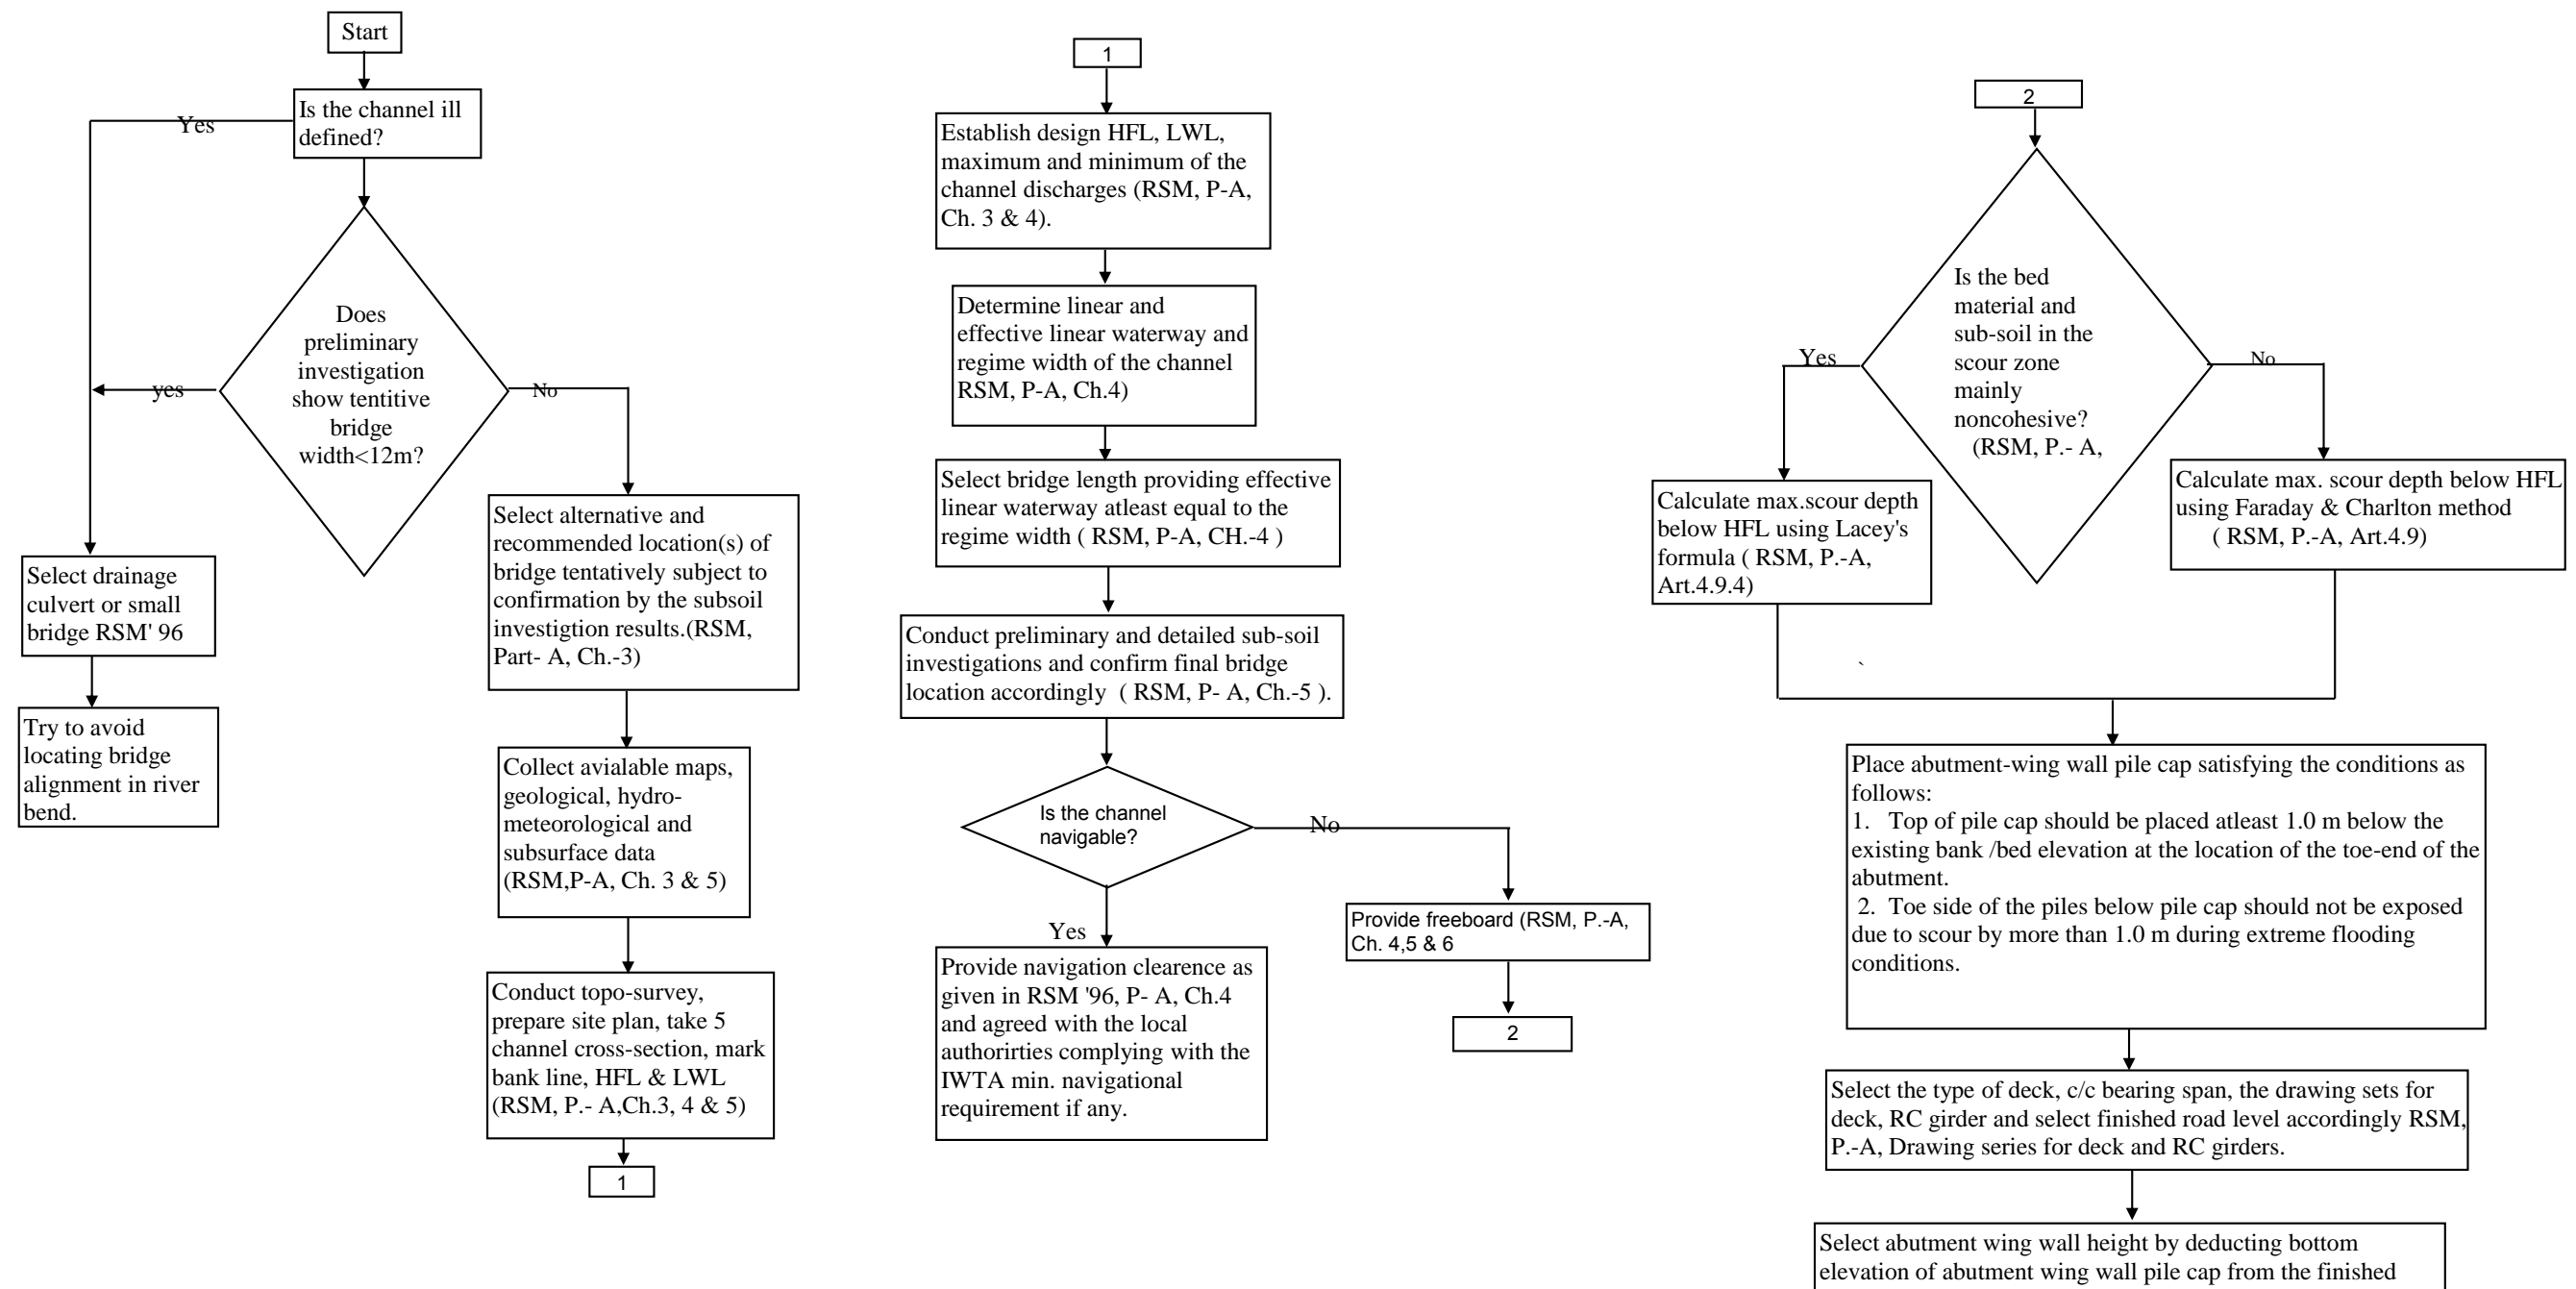 Start
Is the channel ill
defined?
Yes
Does
preliminary
investigation
show tentitive
bridge
width<12m?
yes
No
Select drainage
culvert or small
bridge RSM' 96
Try to avoid
locating bridge
alignment in river
bend.
Select alternative and
recommended location(s) of
bridge tentatively subject to
confirmation by the subsoil
investigtion results.(RSM,
Part- A, Ch.-3)
Collect avialable maps,
geological, hydro-
meteorological and
subsurface data
(RSM,P-A, Ch. 3 & 5)
Conduct topo-survey,
prepare site plan, take 5
channel cross-section, mark
bank line, HFL & LWL
(RSM, P.- A,Ch.3, 4 & 5)
1
1
Establish design HFL, LWL,
maximum and minimum of the
channel discharges (RSM, P-A,
Ch. 3 & 4).
Determine linear and
effective linear waterway and
regime width of the channel
RSM, P-A, Ch.4)
Select bridge length providing effective
linear waterway atleast equal to the
regime width ( RSM, P-A, CH.-4 )
Conduct preliminary and detailed sub-soil
investigations and confirm final bridge
location accordingly ( RSM, P- A, Ch.-5 ).
Is the channel
navigable?
No
Yes
Provide navigation clearence as
given in RSM '96, P- A, Ch.4
and agreed with the local
authorirties complying with the
IWTA min. navigational
requirement if any.
Provide freeboard (RSM, P.-A,
Ch. 4,5 & 6
2
2
Is the bed
material and
sub-soil in the
scour zone
mainly
noncohesive?
(RSM, P.- A,
Yes
No
Calculate max.scour depth
below HFL using Lacey's
formula ( RSM, P.-A,
Art.4.9.4)
Calculate max. scour depth below HFL
using Faraday & Charlton method
( RSM, P.-A, Art.4.9)
`
Place abutment-wing wall pile cap satisfying the conditions as
follows:
1. Top of pile cap should be placed atleast 1.0 m below the
existing bank /bed elevation at the location of the toe-end of the
abutment.
2. Toe side of the piles below pile cap should not be exposed
due to scour by more than 1.0 m during extreme flooding
conditions.
Select the type of deck, c/c bearing span, the drawing sets for
deck, RC girder and select finished road level accordingly RSM,
P.-A, Drawing series for deck and RC girders.
Select abutment wing wall height by deducting bottom
elevation of abutment wing wall pile cap from the finished